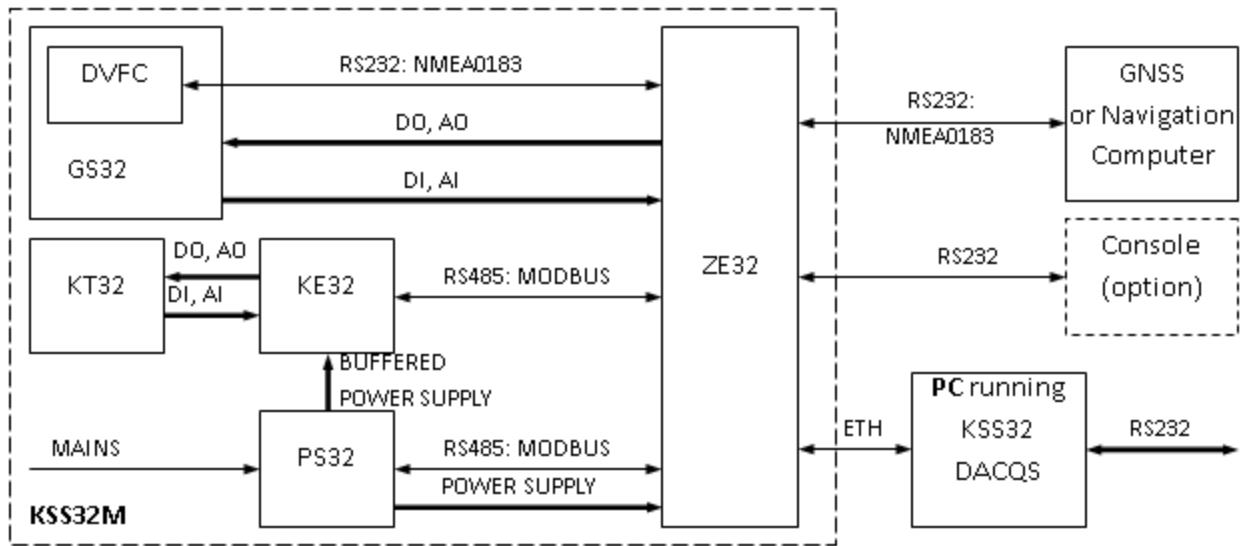 DVFC
GS32
RS232: NMEA0183
DO, AO
DI, AI
KT32
DO, AO
DI, AI
KE32
RS485: MODBUS
BUFFERED
POWER SUPPLY
MAINS
PS32
RS485: MODBUS
POWER SUPPLY
KSS32M
ZE32
RS232:
NMEA0183
GNSS
or Navigation
Computer
RS232
Console
(option)
ETH
PC running
KSS32
DACQS
RS232